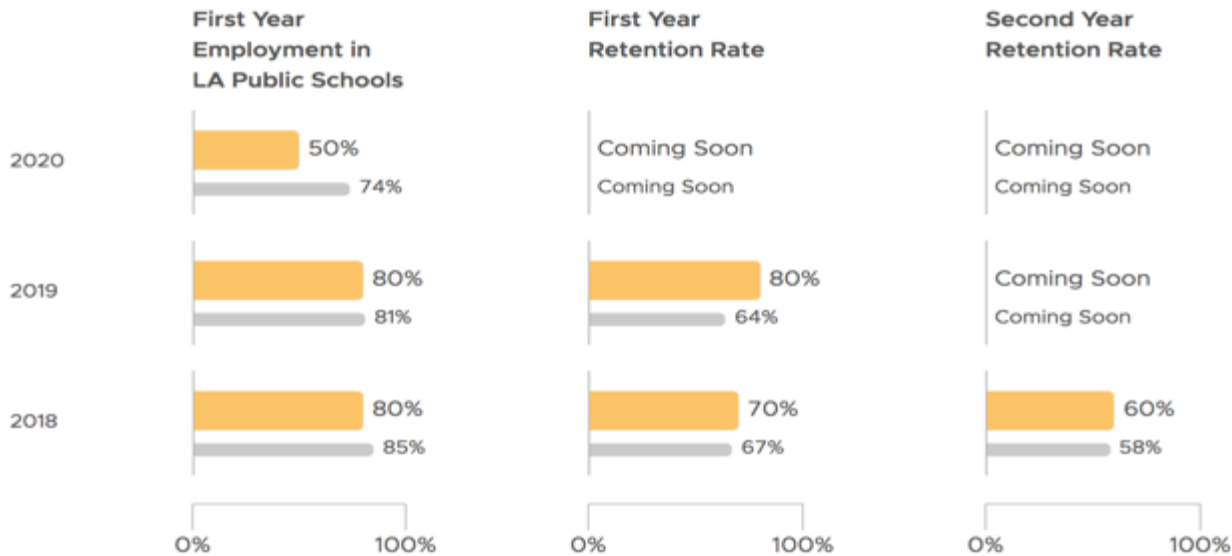 First Year
Employment in
LA Public Schools
First Year
Retention Rate
Second Year
Retention Rate
2020
50%
74%
Coming Soon
Coming Soon
Coming Soon
Coming Soon
2019
80%
81%
80%
64%
Coming Soon
Coming Soon
2018
80%
85%
70%
67%
60%
58%
0% 100%
0% 100%
0% 100%